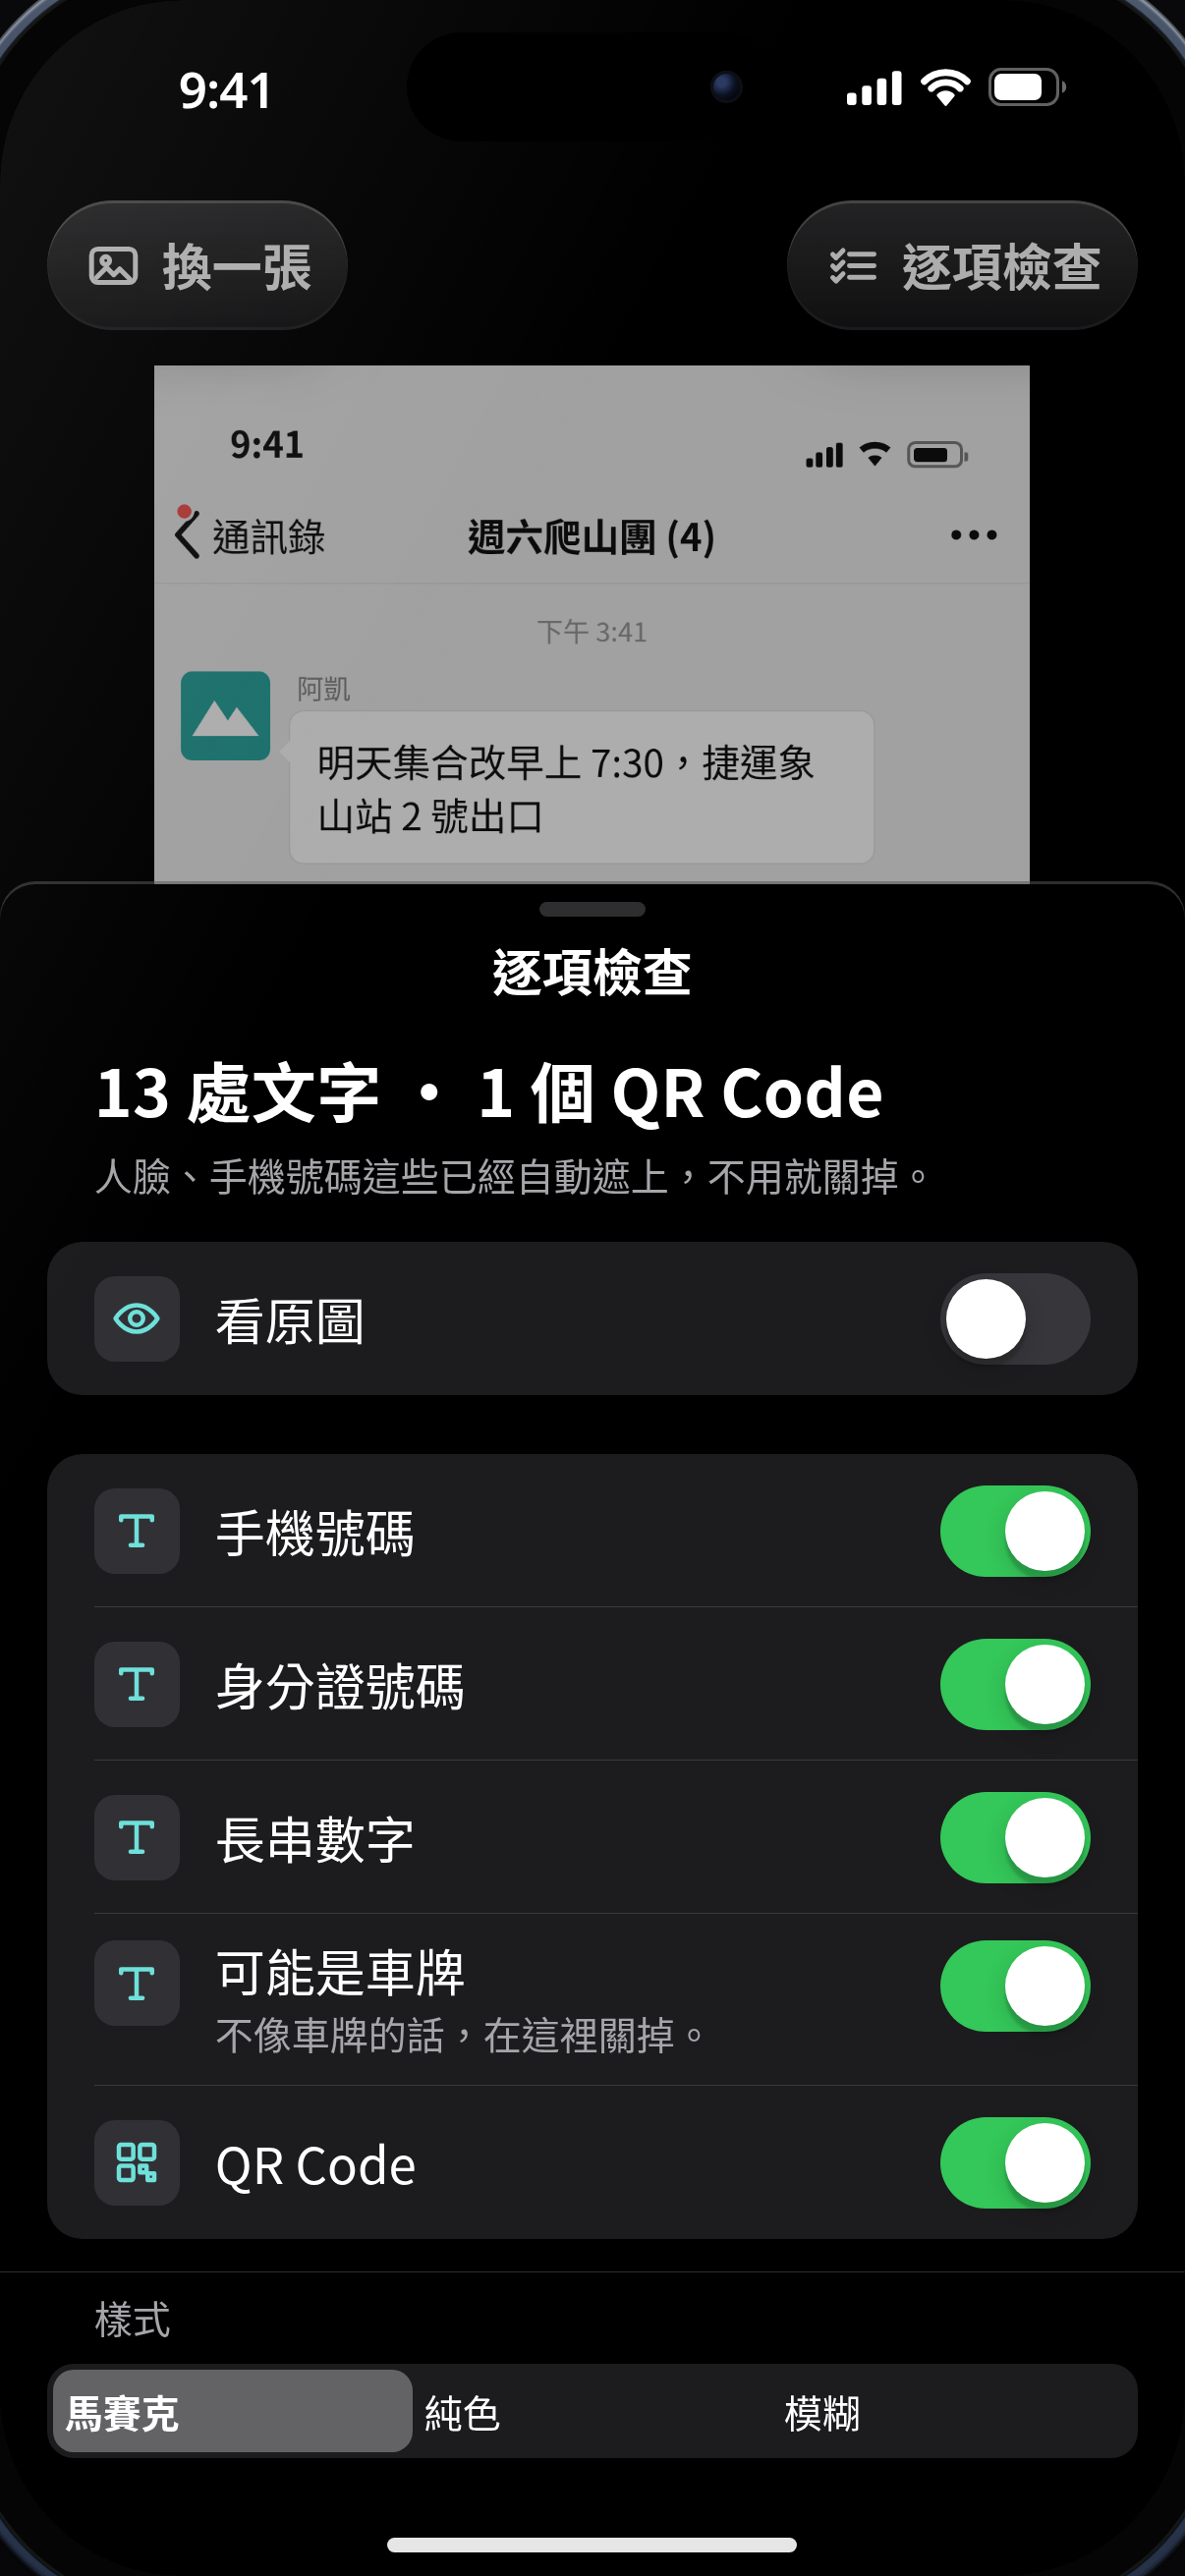 9:41
換一張
逐項檢查
9:41
通訊錄
週六爬山團 (4)
下午 3:41
阿凱
明天集合改早上 7:30，捷運象
山站 2 號出口
逐項檢查
13 處文字 · 1 個 QR Code
人臉、手機號碼這些已經自動遮上，不用就關掉。
看原圖
手機號碼
身分證號碼
長串數字
可能是車牌
不像車牌的話，在這裡關掉。
QR Code
樣式
馬賽克
純色
模糊